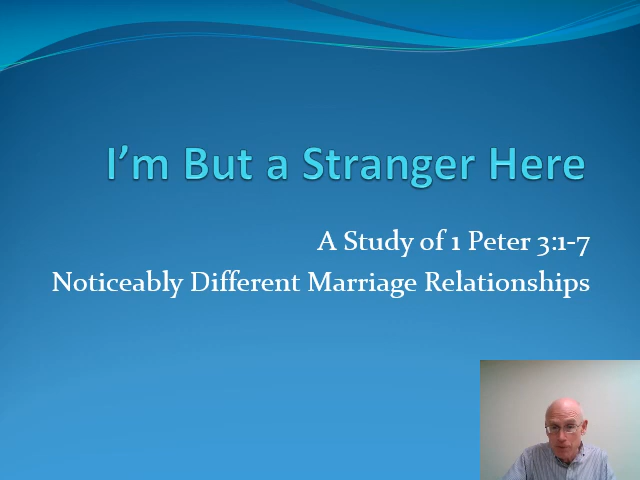 I’m But a Stranger Here
A Study of 1 Peter 3:1-7
Noticeably Different Marriage Relationships